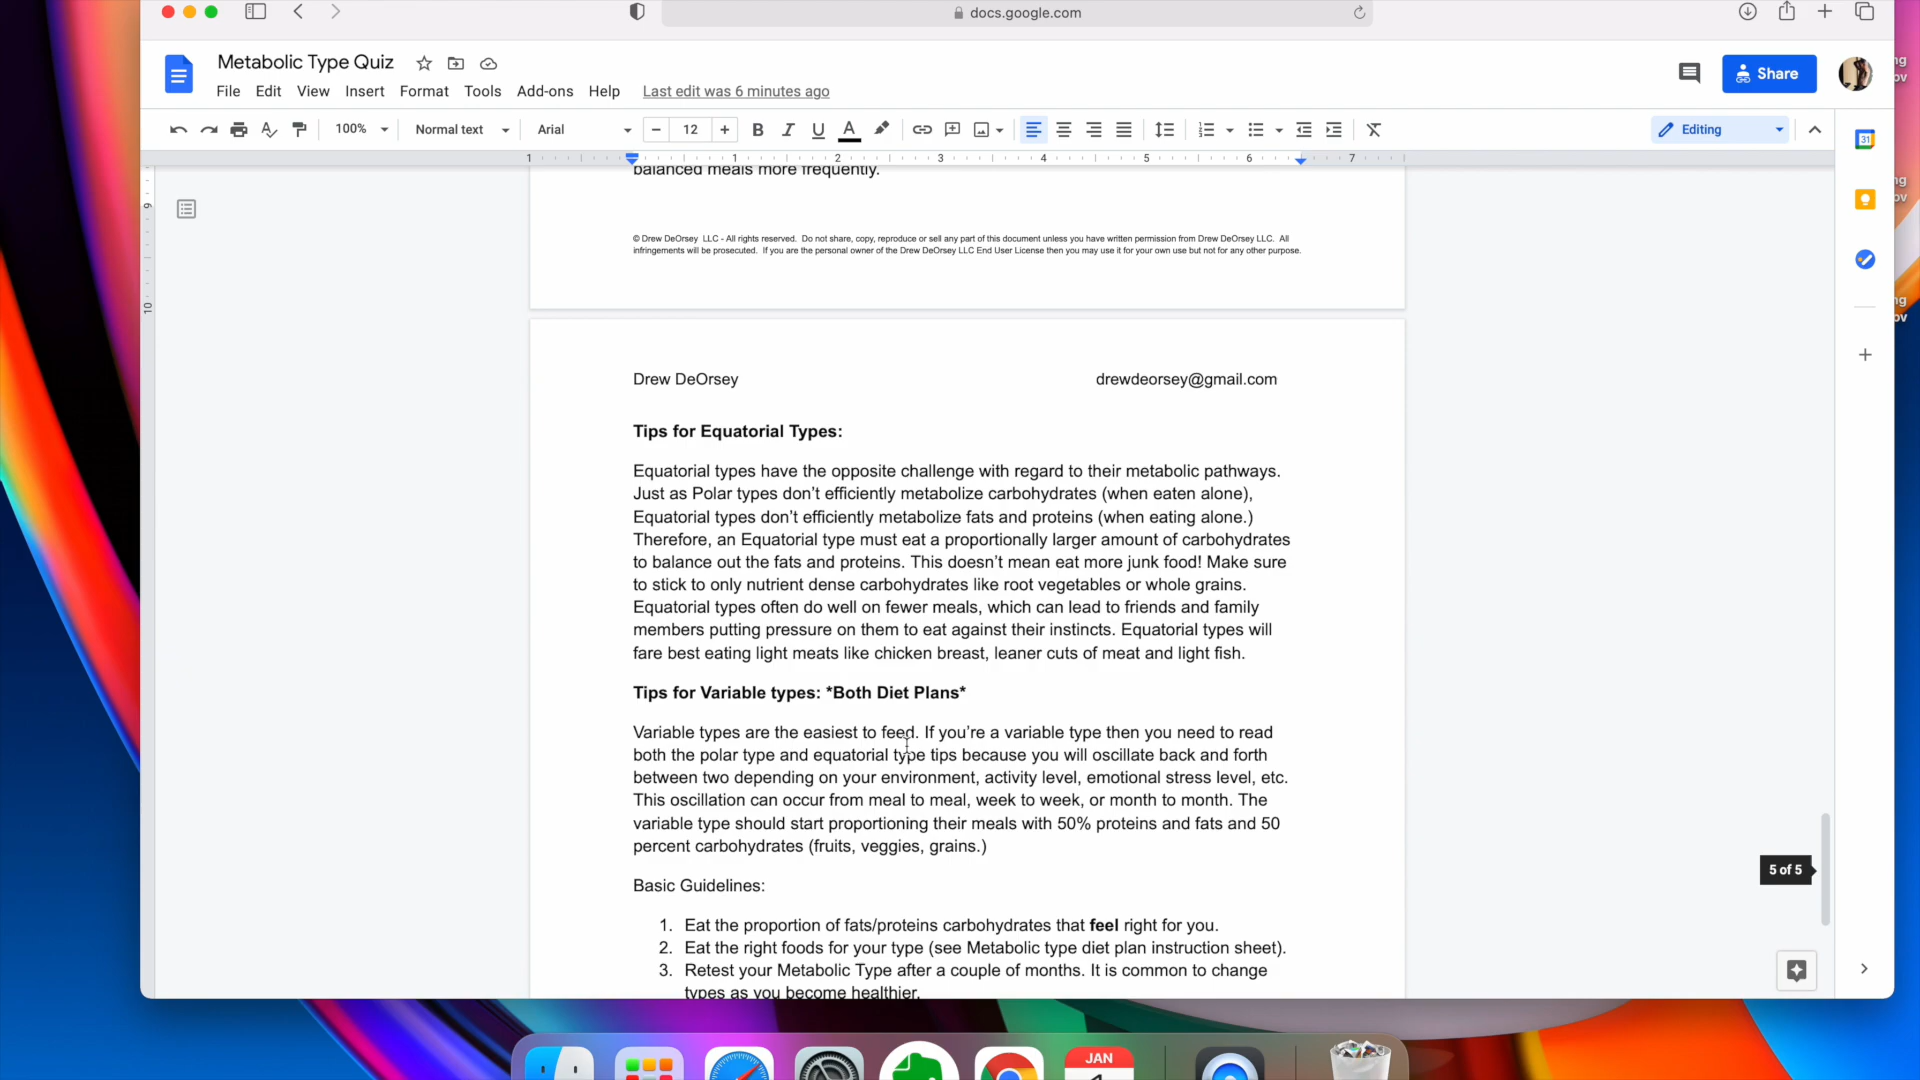 docs.google.com
Metabolic Type Quiz
File Edit View Insert Format Tools Add-ons Help Last edit was 6 minutes ago
Share
100% Normal text Arial 12 Editing
1 1 2 3 4 5 6 7
31
9
10
balanced meals more frequently.
© Drew DeOrsey LLC - All rights reserved. Do not share, copy, reproduce or sell any part of this document unless you have written permission from Drew DeOrsey LLC. All
infringements will be prosecuted. If you are the personal owner of the Drew DeOrsey LLC End User License then you may use it for your own use but not for any other purpose.
Drew DeOrsey drewdeorsey@gmail.com
Tips for Equatorial Types:
Equatorial types have the opposite challenge with regard to their metabolic pathways.
Just as Polar types don’t efficiently metabolize carbohydrates (when eaten alone),
Equatorial types don’t efficiently metabolize fats and proteins (when eating alone.)
Therefore, an Equatorial type must eat a proportionally larger amount of carbohydrates
to balance out the fats and proteins. This doesn’t mean eat more junk food! Make sure
to stick to only nutrient dense carbohydrates like root vegetables or whole grains.
Equatorial types often do well on fewer meals, which can lead to friends and family
members putting pressure on them to eat against their instincts. Equatorial types will
fare best eating light meats like chicken breast, leaner cuts of meat and light fish.
Tips for Variable types: *Both Diet Plans*
Variable types are the easiest to feed. If you’re a variable type then you need to read
both the polar type and equatorial type tips because you will oscillate back and forth
between two depending on your environment, activity level, emotional stress level, etc.
This oscillation can occur from meal to meal, week to week, or month to month. The
variable type should start proportioning their meals with 50% proteins and fats and 50
percent carbohydrates (fruits, veggies, grains.)
Basic Guidelines:
1. Eat the proportion of fats/proteins carbohydrates that feel right for you.
2. Eat the right foods for your type (see Metabolic type diet plan instruction sheet).
3. Retest your Metabolic Type after a couple of months. It is common to change
types as you become healthier.
5 of 5
ng
ov
ng
ov
ng
ov
JAN